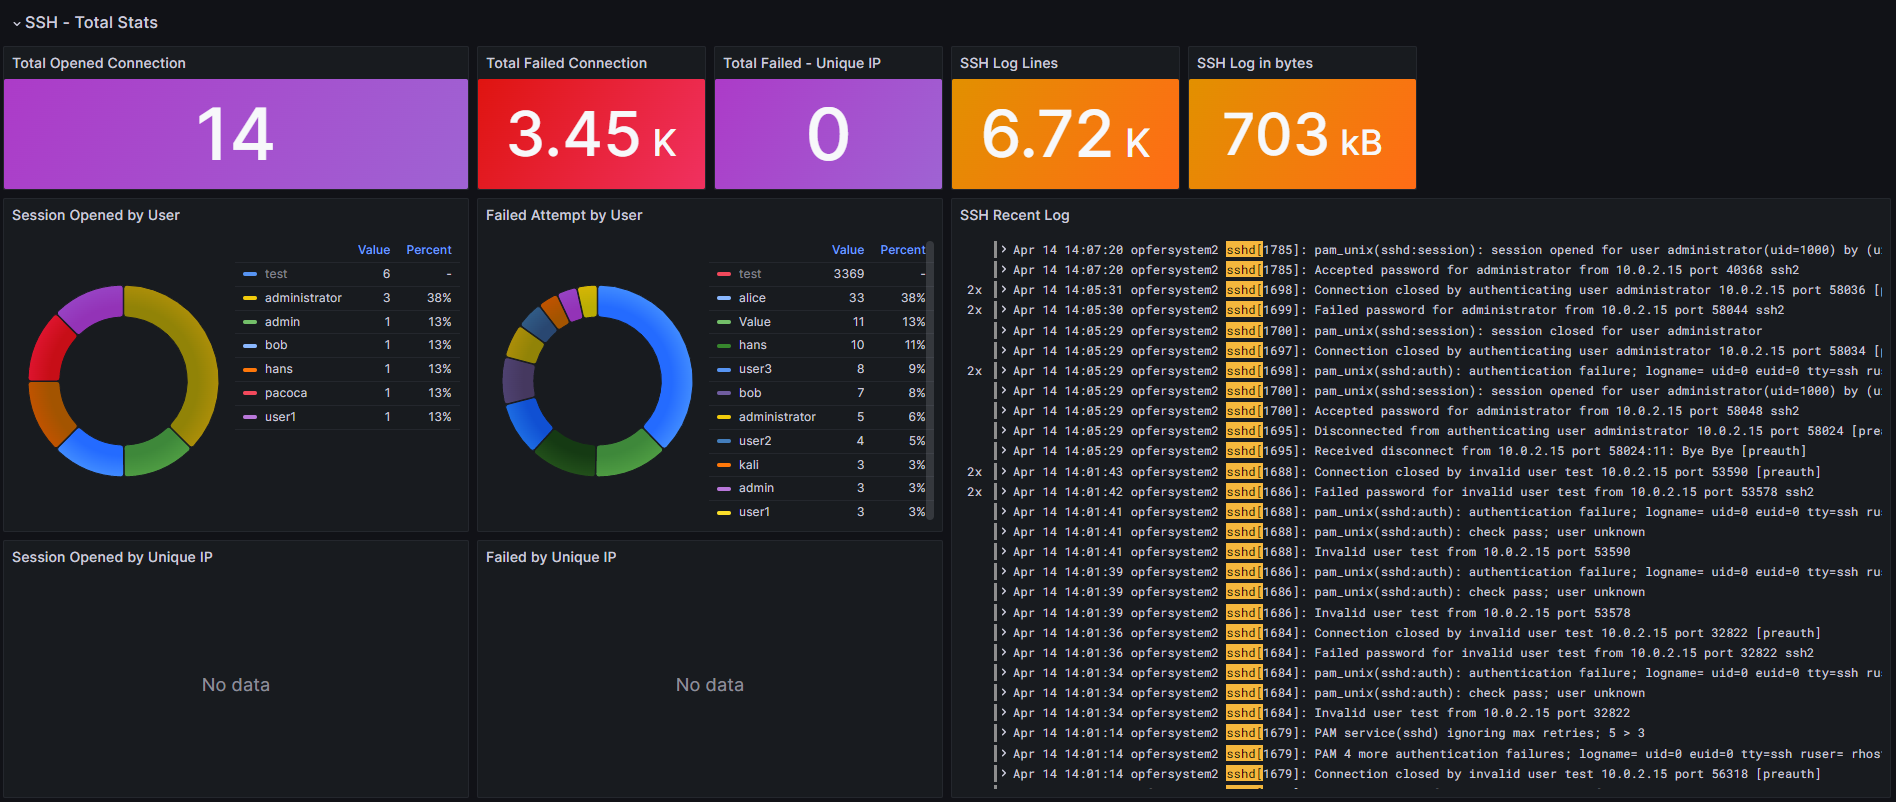 SSH - Total Stats
Total Opened Connection
14
Total Failed Connection
3.45 K
Total Failed - Unique IP
0
SSH Log Lines
6.72 K
SSH Log in bytes
703 kB
Session Opened by User
Value Percent
test 6 -
administrator 3 38%
admin 1 13%
bob 1 13%
hans 1 13%
pacoca 1 13%
user1 1 13%
Failed Attempt by User
Value Percent
test 3369 -
alice 33 38%
Value 11 13%
hans 10 11%
user3 8 9%
bob 7 8%
administrator 5 6%
user2 4 5%
kali 3 3%
admin 3 3%
user1 3 3%
SSH Recent Log
Apr 14 14:07:20 opfersystem2 sshd[1785]: pam_unix(sshd:session): session opened for user administrator(uid=1000) by (u
Apr 14 14:07:20 opfersystem2 sshd[1785]: Accepted password for administrator from 10.0.2.15 port 40368 ssh2
2x Apr 14 14:05:31 opfersystem2 sshd[1698]: Connection closed by authenticating user administrator 10.0.2.15 port 58036 [
2x Apr 14 14:05:30 opfersystem2 sshd[1699]: Failed password for administrator from 10.0.2.15 port 58044 ssh2
Apr 14 14:05:29 opfersystem2 sshd[1700]: pam_unix(sshd:session): session closed for user administrator
Apr 14 14:05:29 opfersystem2 sshd[1697]: Connection closed by authenticating user administrator 10.0.2.15 port 58034 [
2x Apr 14 14:05:29 opfersystem2 sshd[1698]: pam_unix(sshd:auth): authentication failure; logname= uid=0 euid=0 tty=ssh ru
Apr 14 14:05:29 opfersystem2 sshd[1700]: pam_unix(sshd:session): session opened for user administrator(uid=1000) by (u
Apr 14 14:05:29 opfersystem2 sshd[1700]: Accepted password for administrator from 10.0.2.15 port 58048 ssh2
Apr 14 14:05:29 opfersystem2 sshd[1695]: Disconnected from authenticating user administrator 10.0.2.15 port 58024 [prea
Apr 14 14:05:29 opfersystem2 sshd[1695]: Received disconnect from 10.0.2.15 port 58024:11: Bye Bye [preauth]
2x Apr 14 14:01:43 opfersystem2 sshd[1688]: Connection closed by invalid user test 10.0.2.15 port 53590 [preauth]
2x Apr 14 14:01:42 opfersystem2 sshd[1686]: Failed password for invalid user test from 10.0.2.15 port 53578 ssh2
Apr 14 14:01:41 opfersystem2 sshd[1688]: pam_unix(sshd:auth): authentication failure; logname= uid=0 euid=0 tty=ssh ru
Apr 14 14:01:41 opfersystem2 sshd[1688]: pam_unix(sshd:auth): check pass; user unknown
Apr 14 14:01:41 opfersystem2 sshd[1688]: Invalid user test from 10.0.2.15 port 53590
Apr 14 14:01:39 opfersystem2 sshd[1686]: pam_unix(sshd:auth): authentication failure; logname= uid=0 euid=0 tty=ssh ru
Apr 14 14:01:39 opfersystem2 sshd[1686]: pam_unix(sshd:auth): check pass; user unknown
Apr 14 14:01:39 opfersystem2 sshd[1686]: Invalid user test from 10.0.2.15 port 53578
Apr 14 14:01:36 opfersystem2 sshd[1684]: Connection closed by invalid user test 10.0.2.15 port 32822 [preauth]
Apr 14 14:01:36 opfersystem2 sshd[1684]: Failed password for invalid user test from 10.0.2.15 port 32822 ssh2
Apr 14 14:01:34 opfersystem2 sshd[1684]: pam_unix(sshd:auth): authentication failure; logname= uid=0 euid=0 tty=ssh ru
Apr 14 14:01:34 opfersystem2 sshd[1684]: pam_unix(sshd:auth): check pass; user unknown
Apr 14 14:01:34 opfersystem2 sshd[1684]: Invalid user test from 10.0.2.15 port 32822
Apr 14 14:01:14 opfersystem2 sshd[1679]: PAM service(sshd) ignoring max retries; 5 > 3
Apr 14 14:01:14 opfersystem2 sshd[1679]: PAM 4 more authentication failures; logname= uid=0 euid=0 tty=ssh ruser= rhos
Apr 14 14:01:14 opfersystem2 sshd[1679]: Connection closed by invalid user test 10.0.2.15 port 56318 [preauth]
Session Opened by Unique IP
No data
Failed by Unique IP
No data